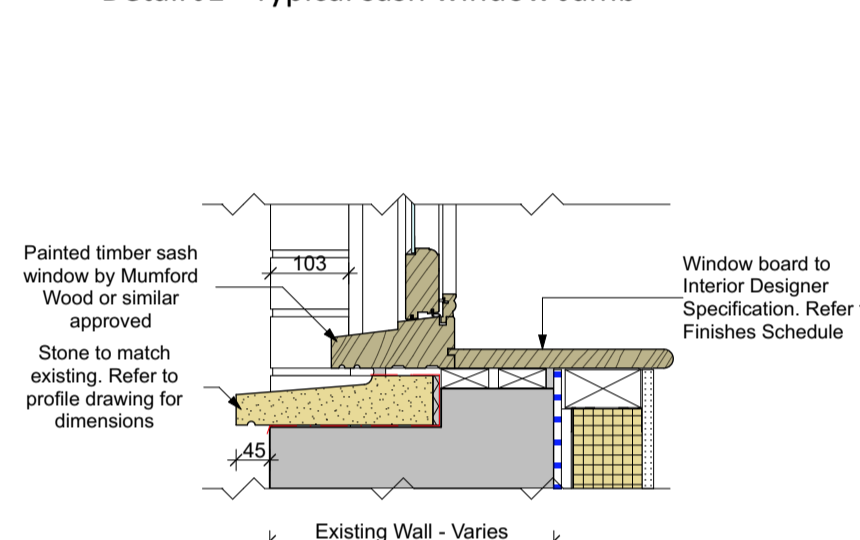 Painted timber sash
window by Mumford
Wood or similar
approved
Stone to match
existing. Refer to
profile drawing for
dimensions
103
45
Window board to
Interior Designer
Specification. Refer
Finishes Schedule
Existing Wall - Varies